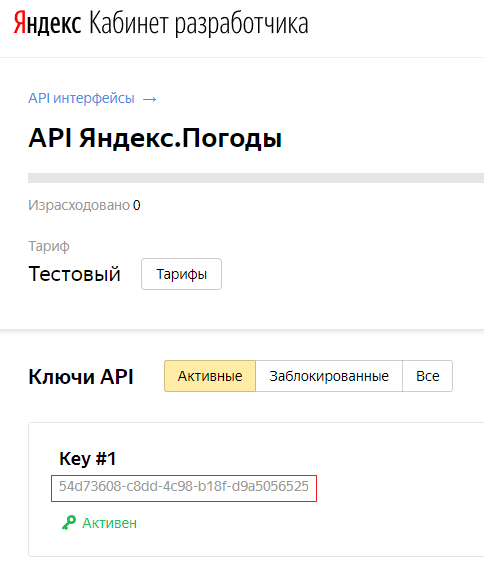 Яндекс Кабинет разработчика
API интерфейсы →
API Яндекс.Погоды
Израсходовано 0
Тариф
Тестовый Тарифы
Ключи API Активные Заблокированные Все
Key #1
54d73608-c8dd-4c98-b18f-d9a5056525
Активен